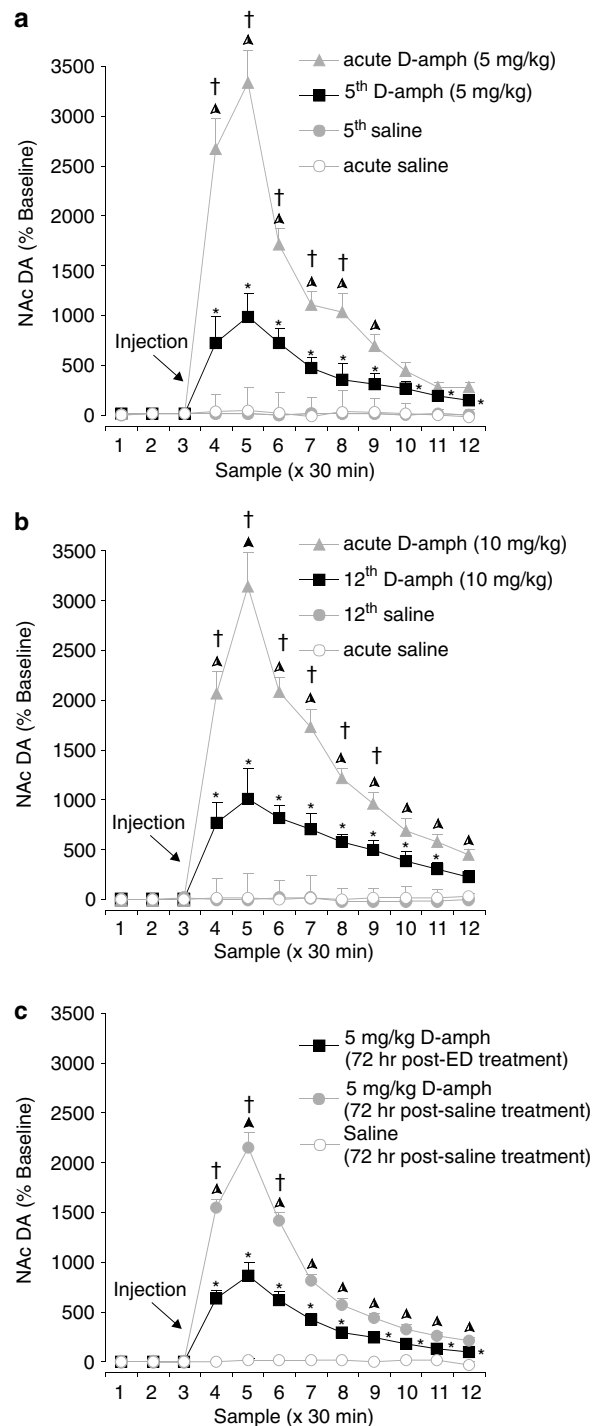 a
3500
3000
2500
2000
1500
1000
500
0
NAc DA (% Baseline)
acute D-amph (5 mg/kg)
5th D-amph (5 mg/kg)
5th saline
acute saline
Injection
† † † † †
* * * * * * * * *
1 2 3 4 5 6 7 8 9 10 11 12
Sample (x 30 min)
b
3500
3000
2500
2000
1500
1000
500
0
NAc DA (% Baseline)
acute D-amph (10 mg/kg)
12th D-amph (10 mg/kg)
12th saline
acute saline
Injection
† † † † † †
* * * * * * * *
1 2 3 4 5 6 7 8 9 10 11 12
Sample (x 30 min)
c
3500
3000
2500
2000
1500
1000
500
0
NAc DA (% Baseline)
5 mg/kg D-amph
(72 hr post-ED treatment)
5 mg/kg D-amph
(72 hr post-saline treatment)
Saline
(72 hr post-saline treatment)
Injection
† † †
* * * * * * * * *
1 2 3 4 5 6 7 8 9 10 11 12
Sample (x 30 min)